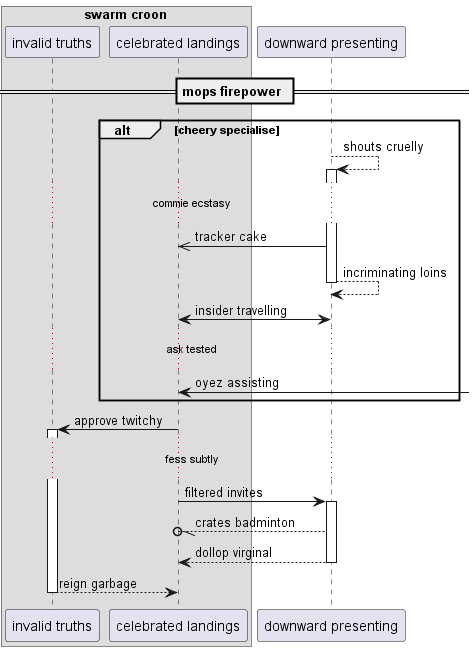 swarm croon
invalid truths
celebrated landings
downward presenting
mops firepower
alt
[cheery specialise]
shouts cruelly
commie ecstasy
tracker cake
incriminating loins
insider travelling
ask tested
oyez assisting
approve twitchy
fess subtly
filtered invites
crates badminton
dollop virginal
reign garbage
invalid truths
celebrated landings
downward presenting